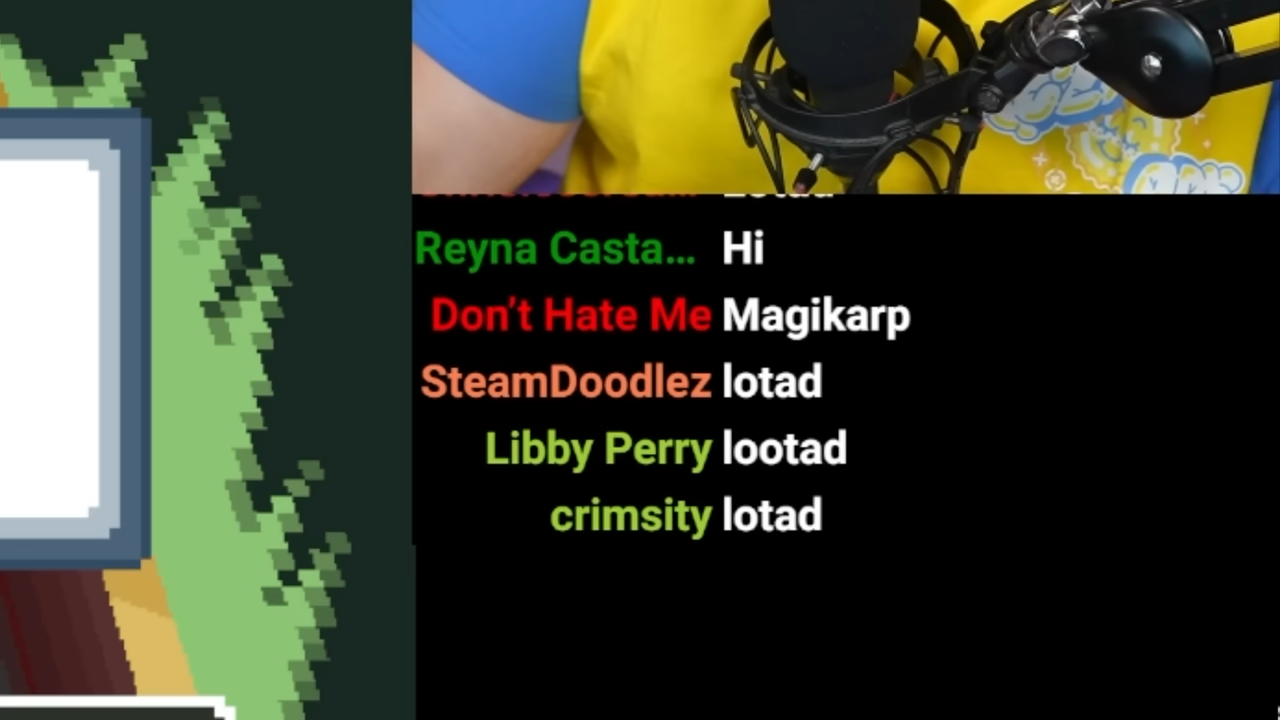 Reyna Casta... Hi
Don't Hate Me Magikarp
SteamDoodlez lotad
Libby Perry lootad
crimsity lotad